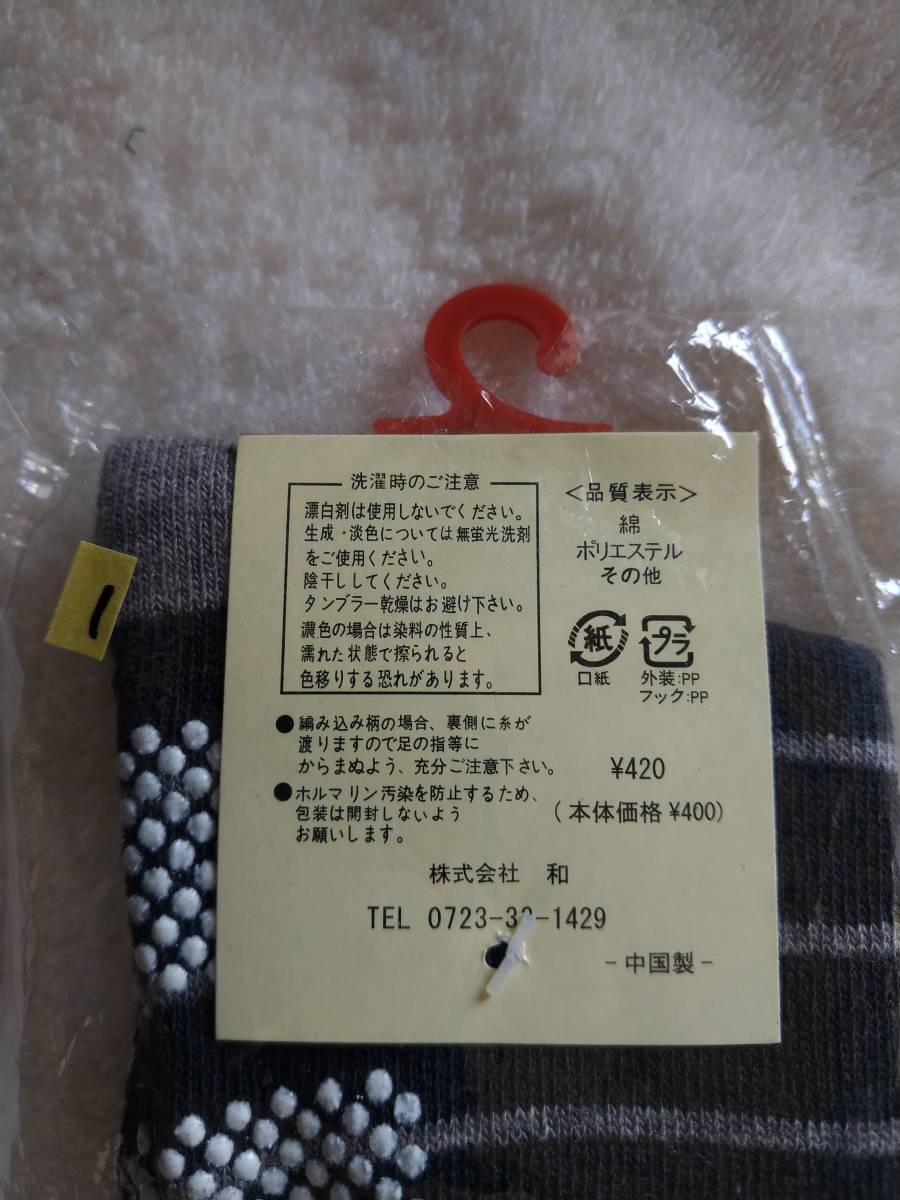 洗濯時のご注意
漂白剤は使用しないでください。
生成・淡色については無蛍光洗剤
をご使用ください。
陰干ししてください。
タンブラー乾燥はお避け下さい。
濃色の場合は染料の性質上、
濡れた状態で擦られると
色移りする恐れがあります。
●編み込み柄の場合、裏側に糸が
渡りますので足の指等に
からまぬよう、充分ご注意下さい。
●ホルマリン汚染を防止するため、
包装は開封しないよう
お願いします。
<品質表示>
綿
ポリエステル
その他
紙
口紙
プラ
外装:PP
フック:PP
¥420
(本体価格¥400)
株式会社 和
TEL 0723-33-1429
-中国製-
1